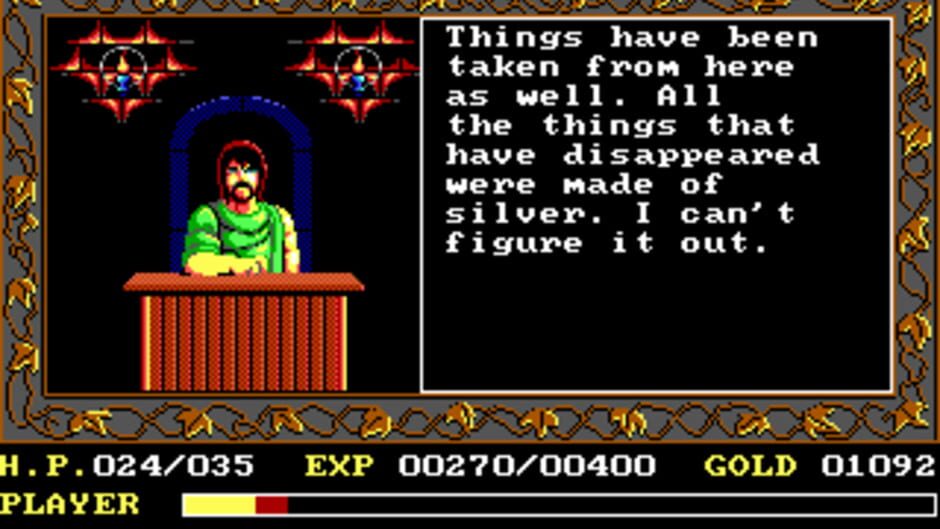 Things have been
taken from here
as well. All
the things that
have disappeared
were made of
silver. I can't
figure it out.
H.P.024/035 EXP 00270/00400 GOLD 01092
PLAYER